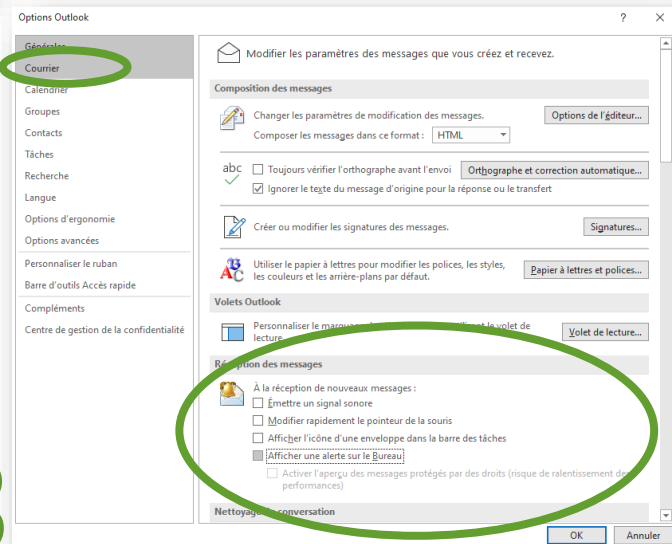 Options Outlook
?
×
Générales
Courrier
Calendrier
Groupes
Contacts
Tâches
Recherche
Langue
Options d'ergonomie
Options avancées
Personnaliser le ruban
Barre d'outils Accès rapide
Compléments
Centre de gestion de la confidentialité
Modifier les paramètres des messages que vous créez et recevez.
Composition des messages
Changer les paramètres de modification des messages.
Options de l'éditeur...
Composer les messages dans ce format :
HTML
abc
Toujours vérifier l'orthographe avant l'envoi
Orthographe et correction automatique...
Ignorer le texte du message d'origine pour la réponse ou le transfert
Créer ou modifier les signatures des messages.
Signatures...
Utiliser le papier à lettres pour modifier les polices, les styles,
les couleurs et les arrière-plans par défaut.
Papier à lettres et polices...
Volets Outlook
Personnaliser le le volet de
lecture
Volet de lecture...
Réception des messages
À la réception de nouveaux messages :
Émettre un signal sonore
Modifier rapidement le pointeur de la souris
Afficher l'icône d'une enveloppe dans la barre des tâches
Afficher une alerte sur le Bureau
Activer l'aperçu des messages protégés par des droits (risque de ralentissement des
performances)
Nettoyage conversation
OK
Annuler